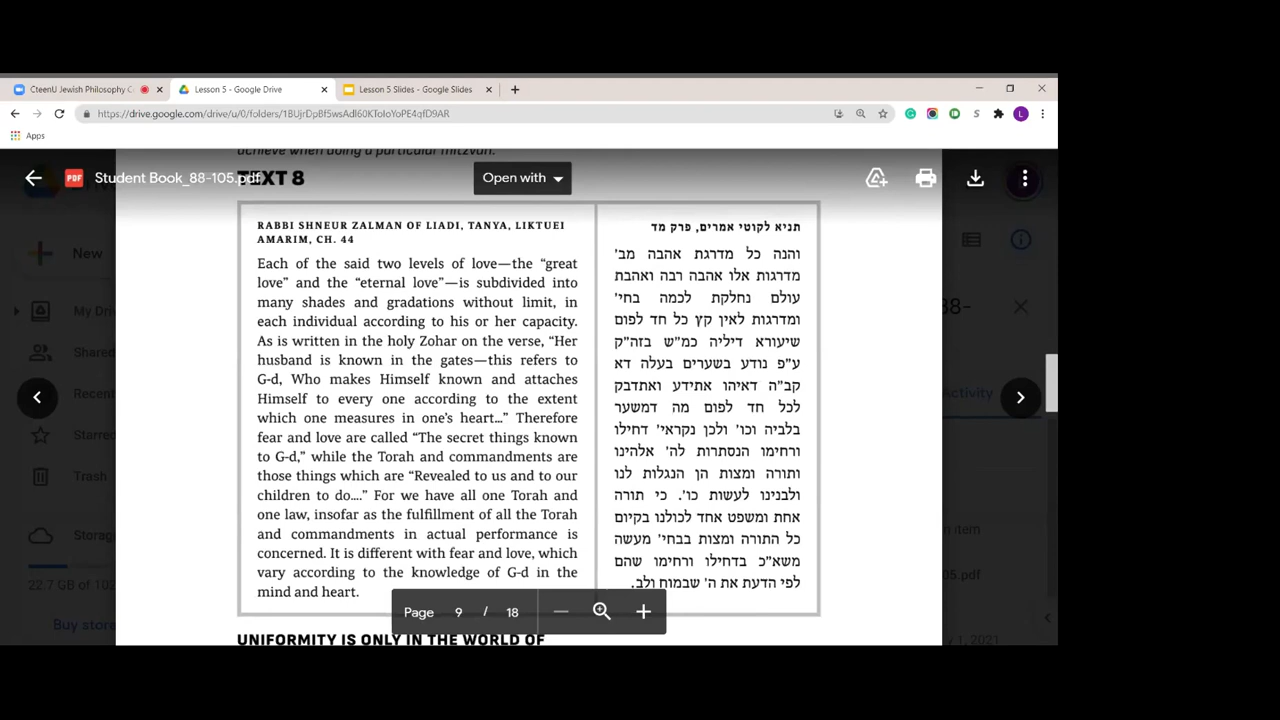 CteenU Jewish Philosophy C
Lesson 5 - Google Drive
Lesson 5 Slides - Google Slides
https://drive.google.com/drive/u/0/folders/
Apps
achieve when doing a particular mitzvah.
Student Book_88-105.pdf
TEXT 8
Open with
New
My Dri
Shared
Recent
Starred
Trash
Storag
22.7 GB of 10
Buy stora
RABBI SHNEUR ZALMAN OF LIADI, TANYA, LIKTUEI
AMARIM, CH. 44
Each of the said two levels of love—the “great
love” and the “eternal love”—is subdivided into
many shades and gradations without limit, in
each individual according to his or her capacity.
As is written in the holy Zohar on the verse, “Her
husband is known in the gates—this refers to
G-d, Who makes Himself known and attaches
Himself to every one according to the extent
which one measures in one’s heart...” Therefore
fear and love are called “The secret things known
to G-d,” while the Torah and commandments are
those things which are “Revealed to us and to our
children to do....” For we have all one Torah and
one law, insofar as the fulfillment of all the Torah
and commandments in actual performance is
concerned. It is different with fear and love, which
vary according to the knowledge of G-d in the
mind and heart.
תניא לקוטי אמרים, פרק מד
והנה כל מדרגת אהבה מב'
מדרגות אלו אהבה רבה ואהבת
עולם נחלקת לכמה בחי'
ומדרגות לאין קץ כל חד לפום
שיעורא דיליה כמ"ש בזה"ק
ע"פ נודע בשערים בעלה דא
קב"ה דאיהו אתידע ואתדבק
לכל חד לפום מה דמשער
בלביה וכו' ולכן נקראי' דחילו
ורחימו הנסתרות לה' אלהינו
ותורה ומצות הן הנגלות לנו
ולבנינו לעשות כו'. כי תורה
אחת ומשפט אחד לכולנו בקיום
כל התורה ומצות בבחי' מעשה
משא"כ בדחילו ורחימו שהם
לפי הדעת את ה' שבמוח ולב.
88-
Activity
n item
05.pdf
/ 1, 2021
Page 9 / 18
UNIFORMITY IS ONLY IN THE WORLD OF